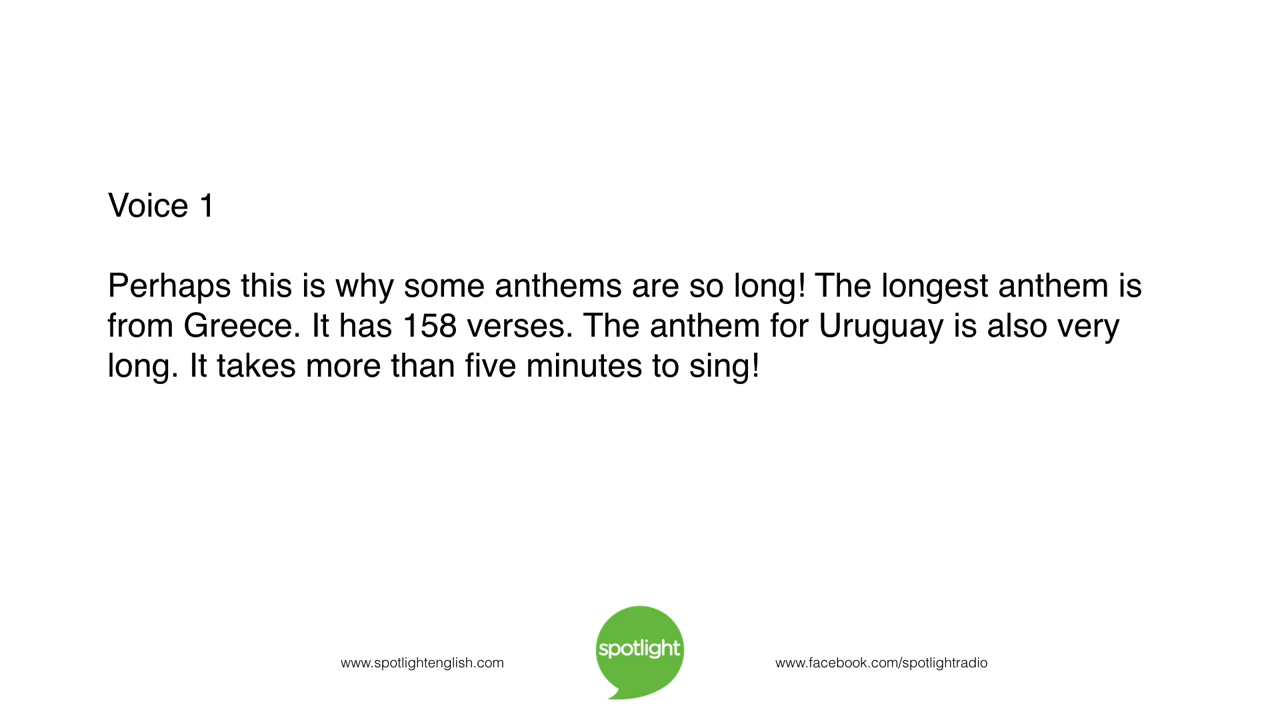 Voice 1
Perhaps this is why some anthems are so long! The longest anthem is
from Greece. It has 158 verses. The anthem for Uruguay is also very
long. It takes more than five minutes to sing!
spotlight
www.spotlightenglish.com
www.facebook.com/spotlightradio